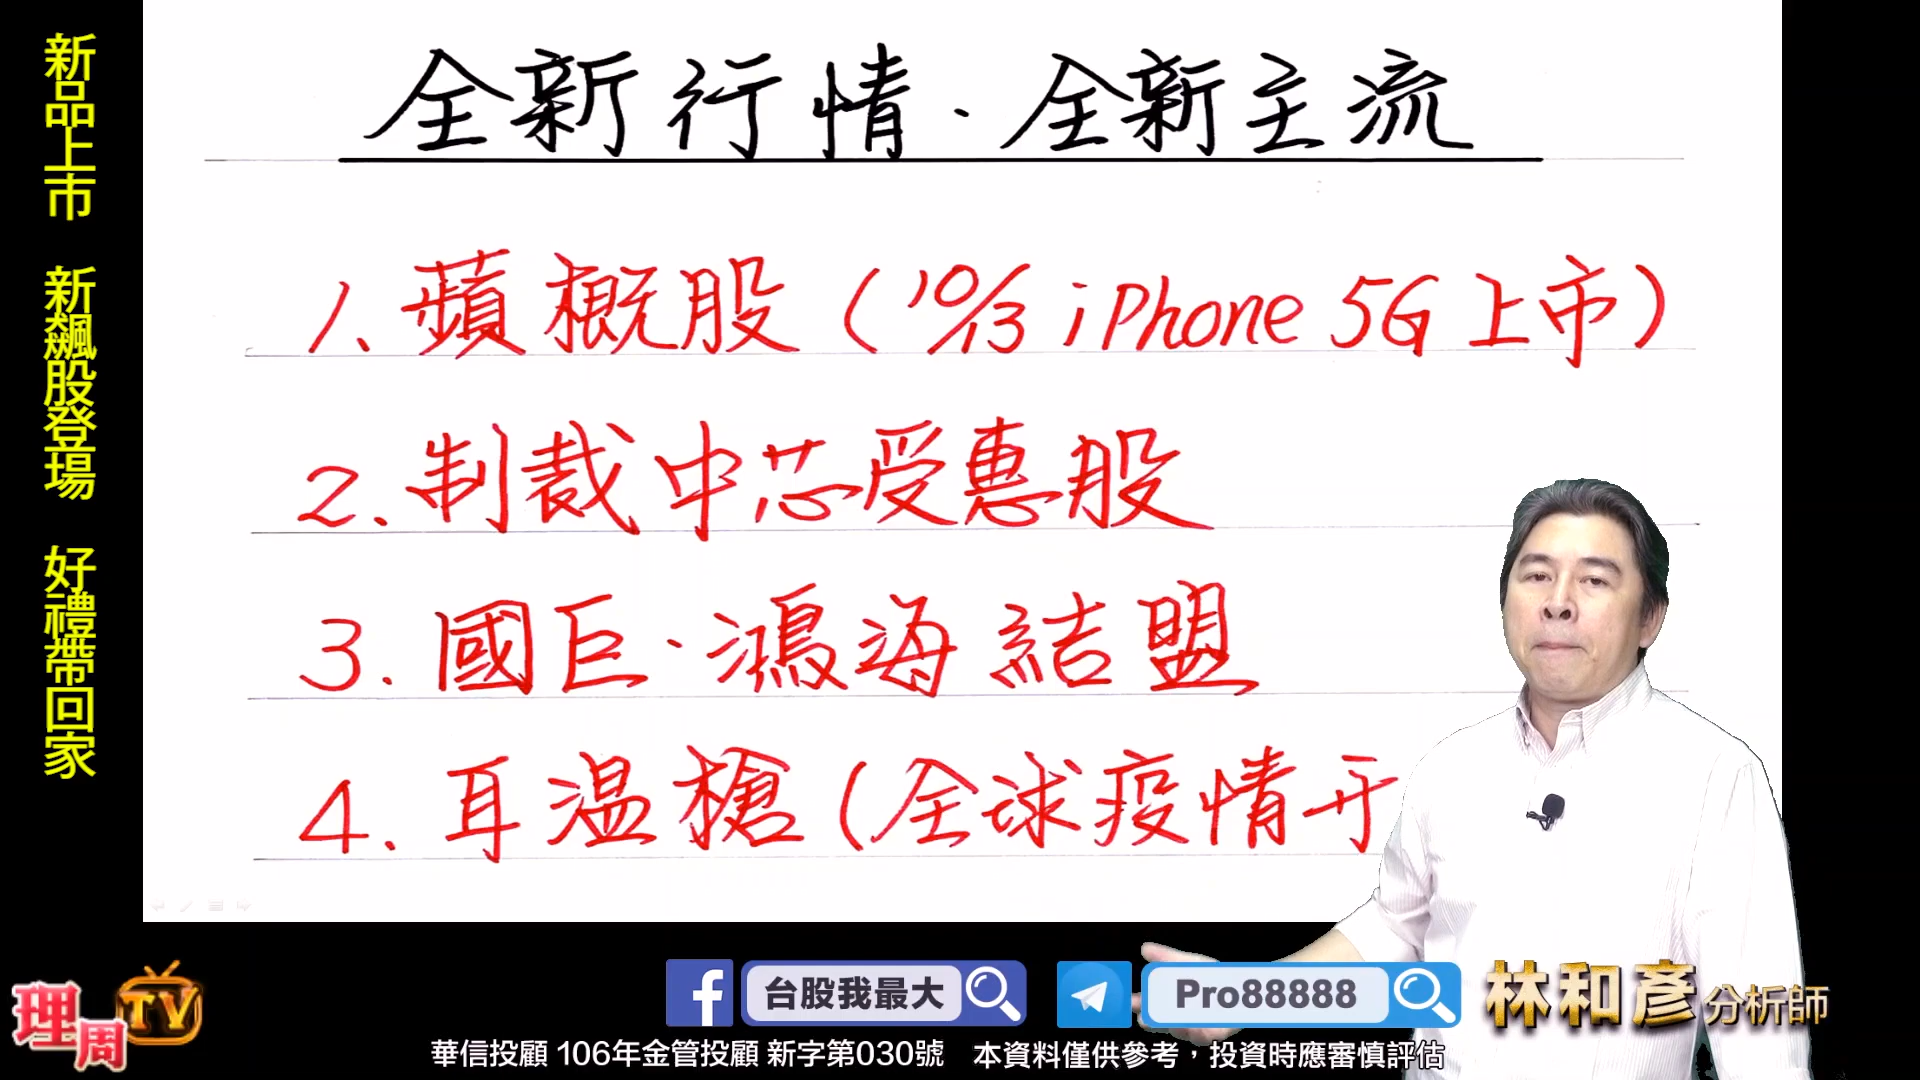 新品上市 新飆股登場 好禮帶回家
全新行情·全新主流
1、蘋概股(10/13 iPhone 5G上市)
2.制裁中芯受惠股
3.國巨·鴻海結盟
4.耳溫槍(全球疫情升
理周TV
台股我最大
Pro88888
林和彥分析師
華信投顧 106年金管投顧 新字第030號 本資料僅供參考,投資時應審慎評估